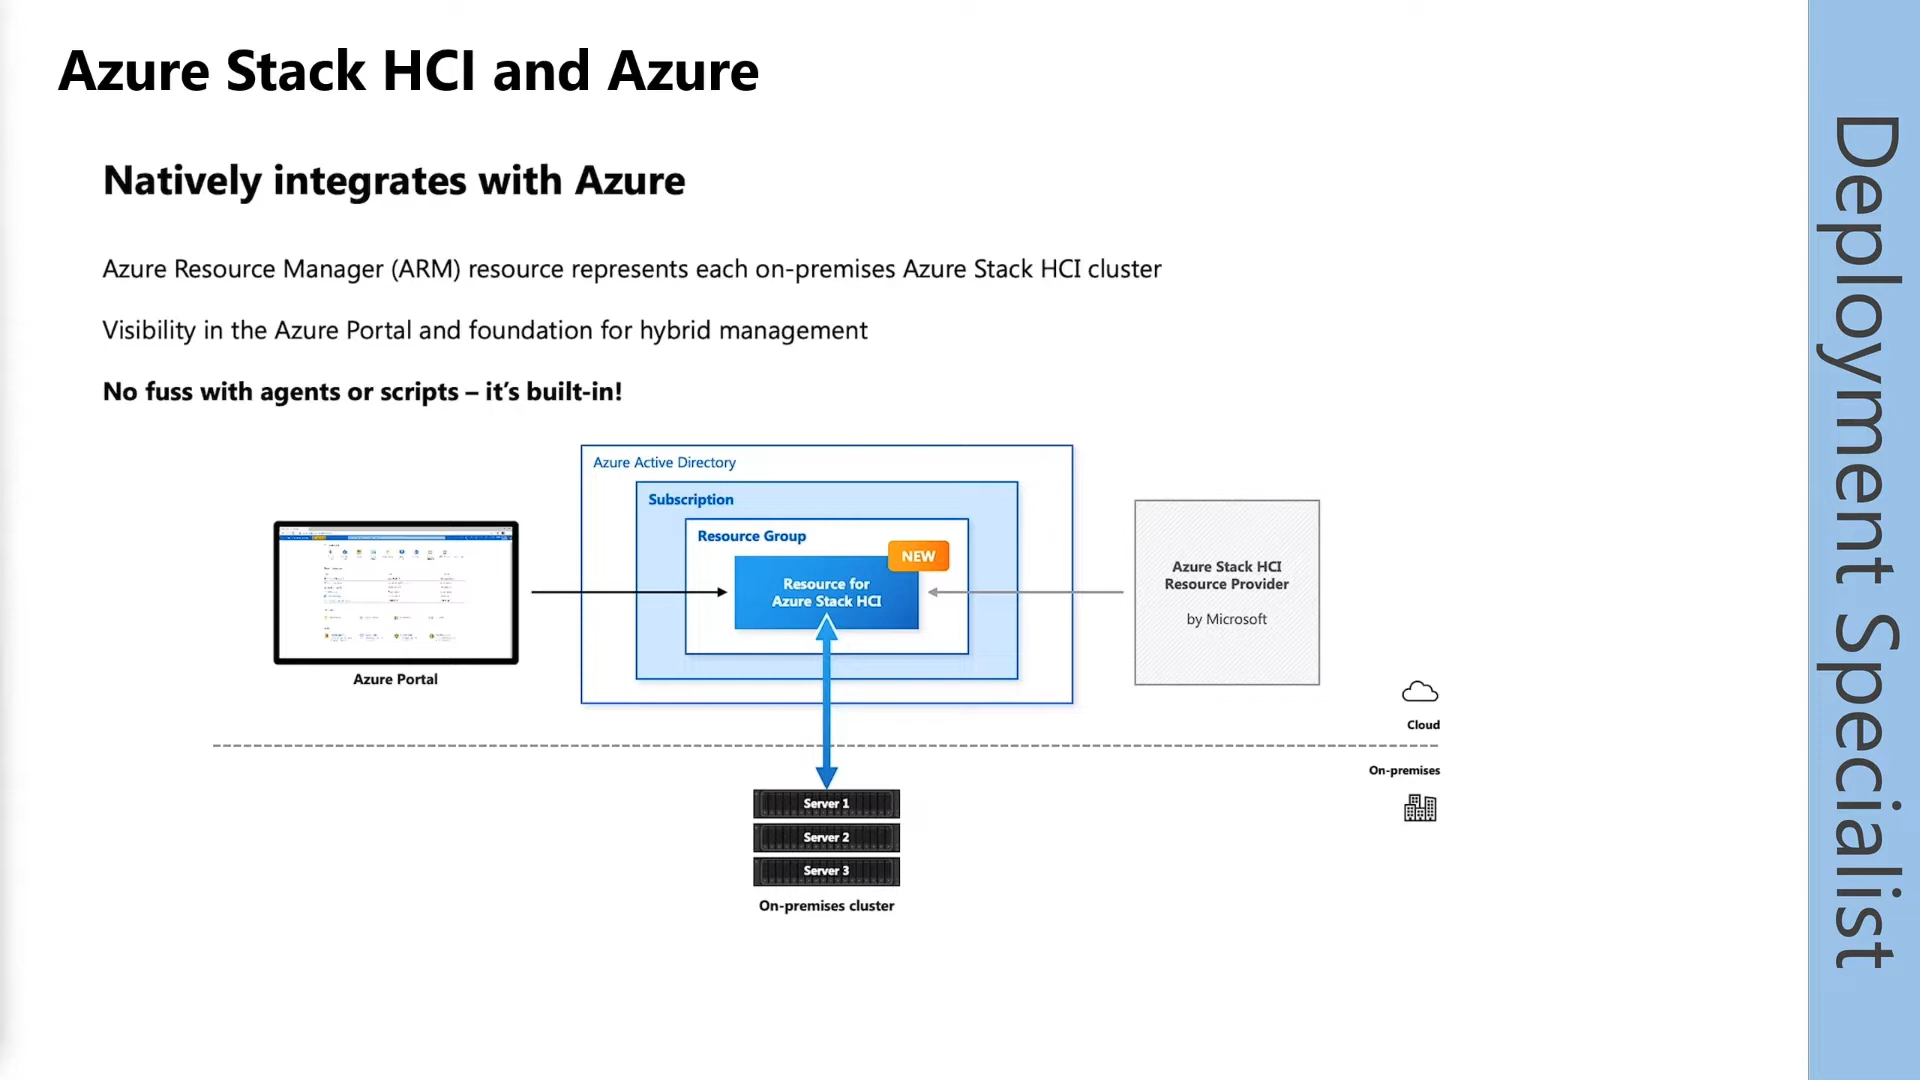 Azure Stack HCI and Azure
Natively integrates with Azure
Azure Resource Manager (ARM) resource represents each on-premises Azure Stack HCI cluster
Visibility in the Azure Portal and foundation for hybrid management
No fuss with agents or scripts – it's built-in!
Azure Active Directory
Subscription
Resource Group
NEW
Resource for
Azure Stack HCI
Azure Portal
Azure Stack HCI
Resource Provider
by Microsoft
Cloud
On-premises
Server 1
Server 2
Server 3
On-premises cluster
Deployment Specialist